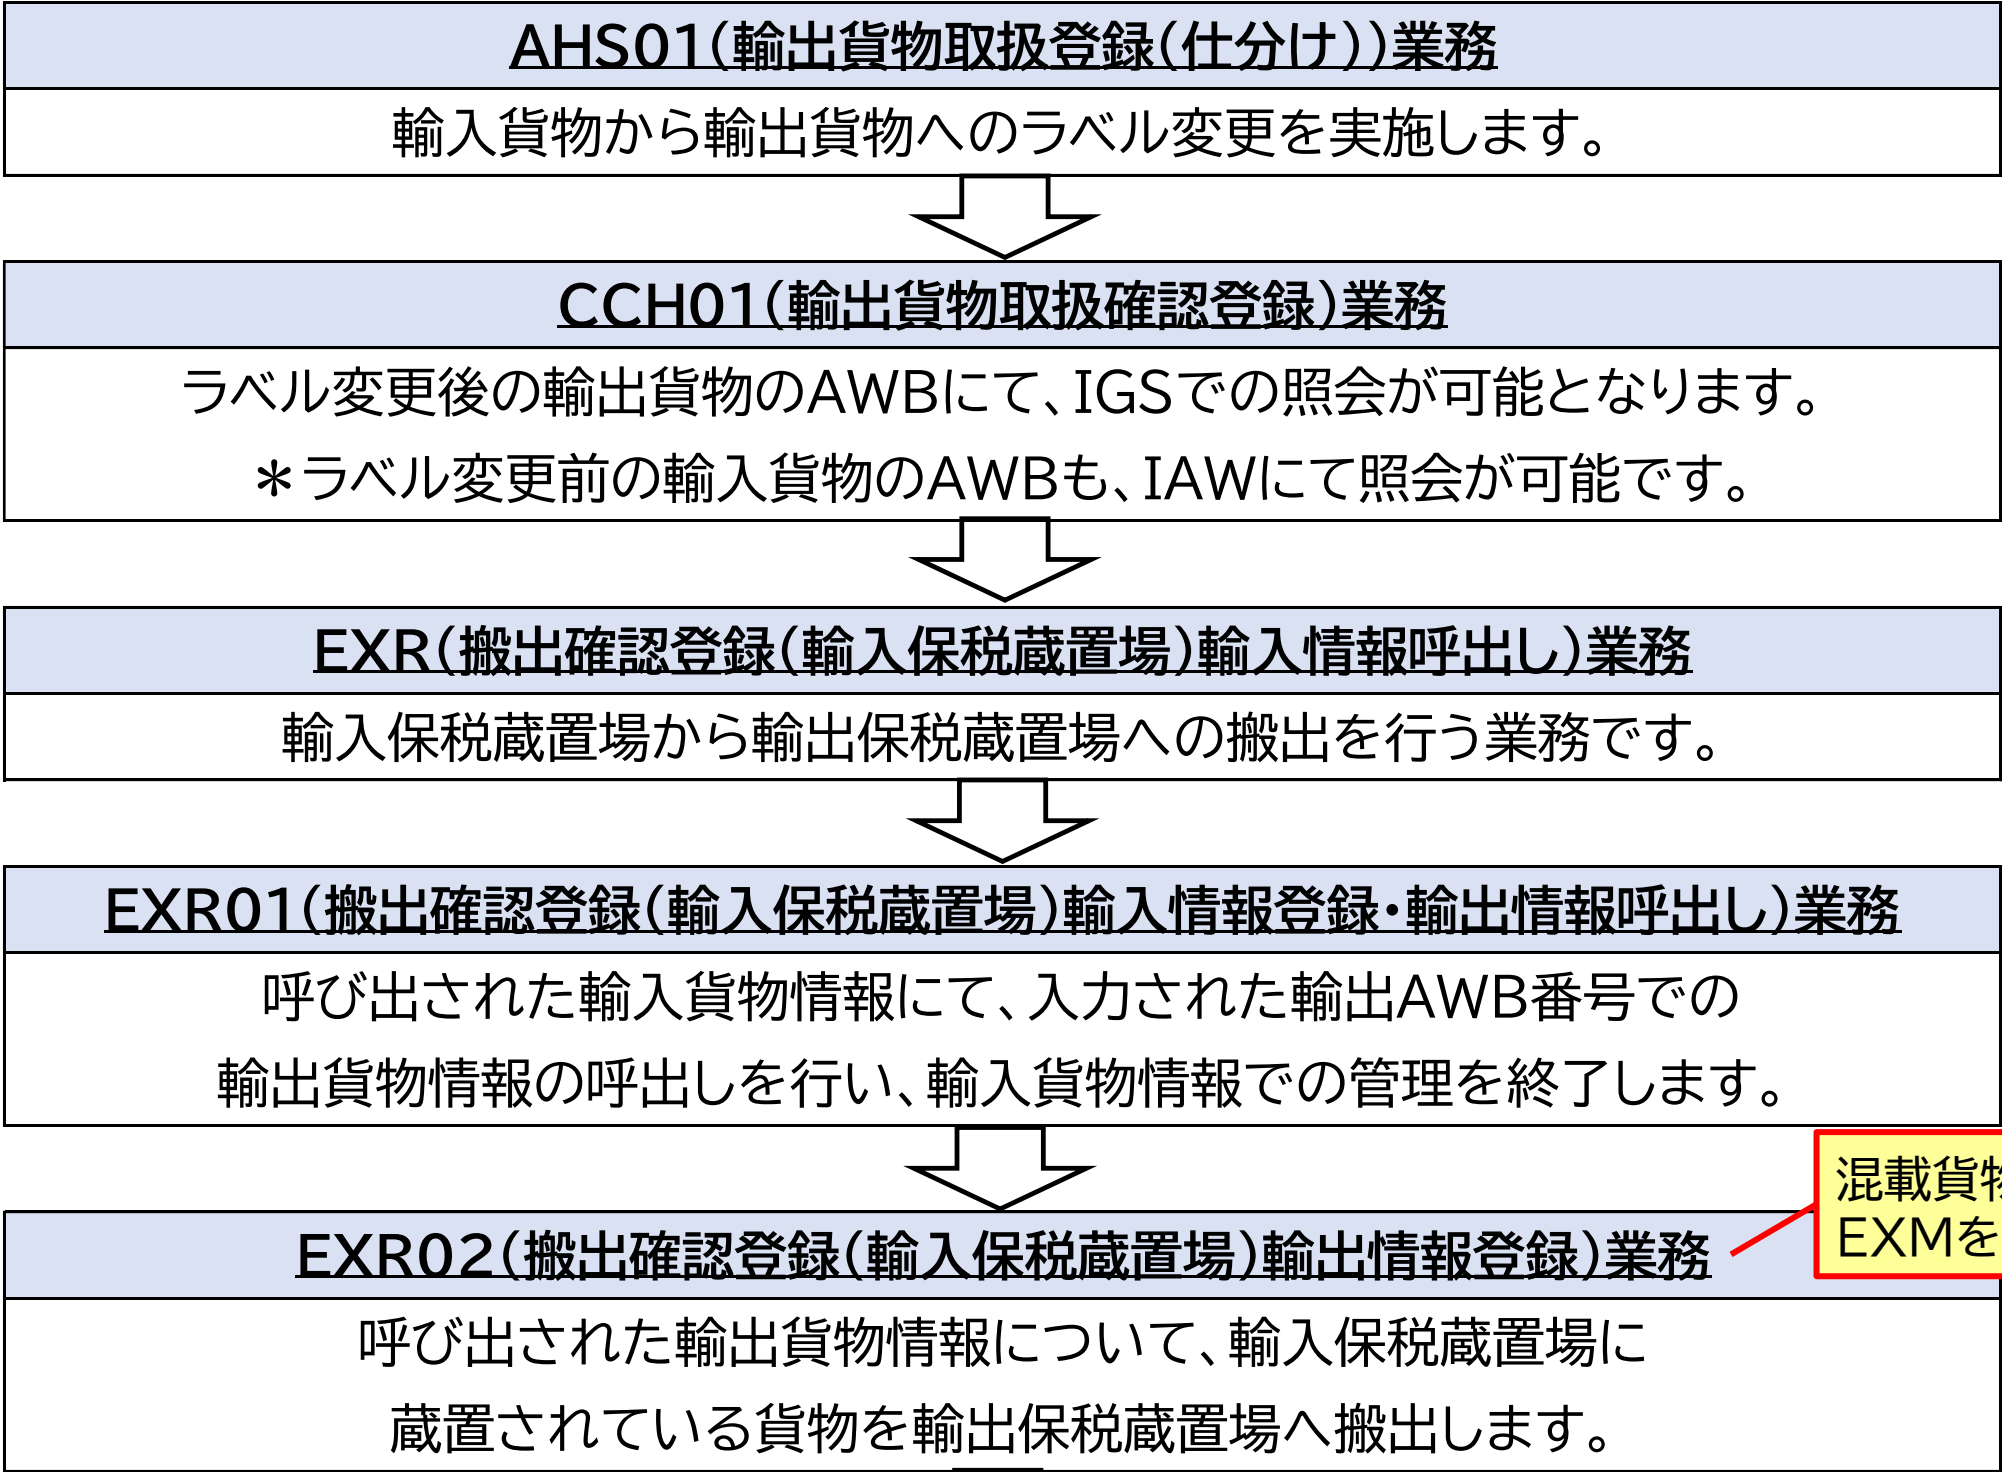 AHS01(輸出貨物取扱登録(仕分け))業務
輸入貨物から輸出貨物へのラベル変更を実施します。
CCH01(輸出貨物取扱確認登録)業務
ラベル変更後の輸出貨物のAWBにて、IGSでの照会が可能となります。
＊ラベル変更前の輸入貨物のAWBも、IAWにて照会が可能です。
EXR(搬出確認登録(輸入保税蔵置場)輸入情報呼出し)業務
輸入保税蔵置場から輸出保税蔵置場への搬出を行う業務です。
EXR01(搬出確認登録(輸入保税蔵置場)輸入情報登録・輸出情報呼出し)業務
呼び出された輸入貨物情報にて、入力された輸出AWB番号での
輸出貨物情報の呼出しを行い、輸入貨物情報での管理を終了します。
混載貨物
EXMを
EXR02(搬出確認登録(輸入保税蔵置場)輸出情報登録)業務
呼び出された輸出貨物情報について、輸入保税蔵置場に
蔵置されている貨物を輸出保税蔵置場へ搬出します。